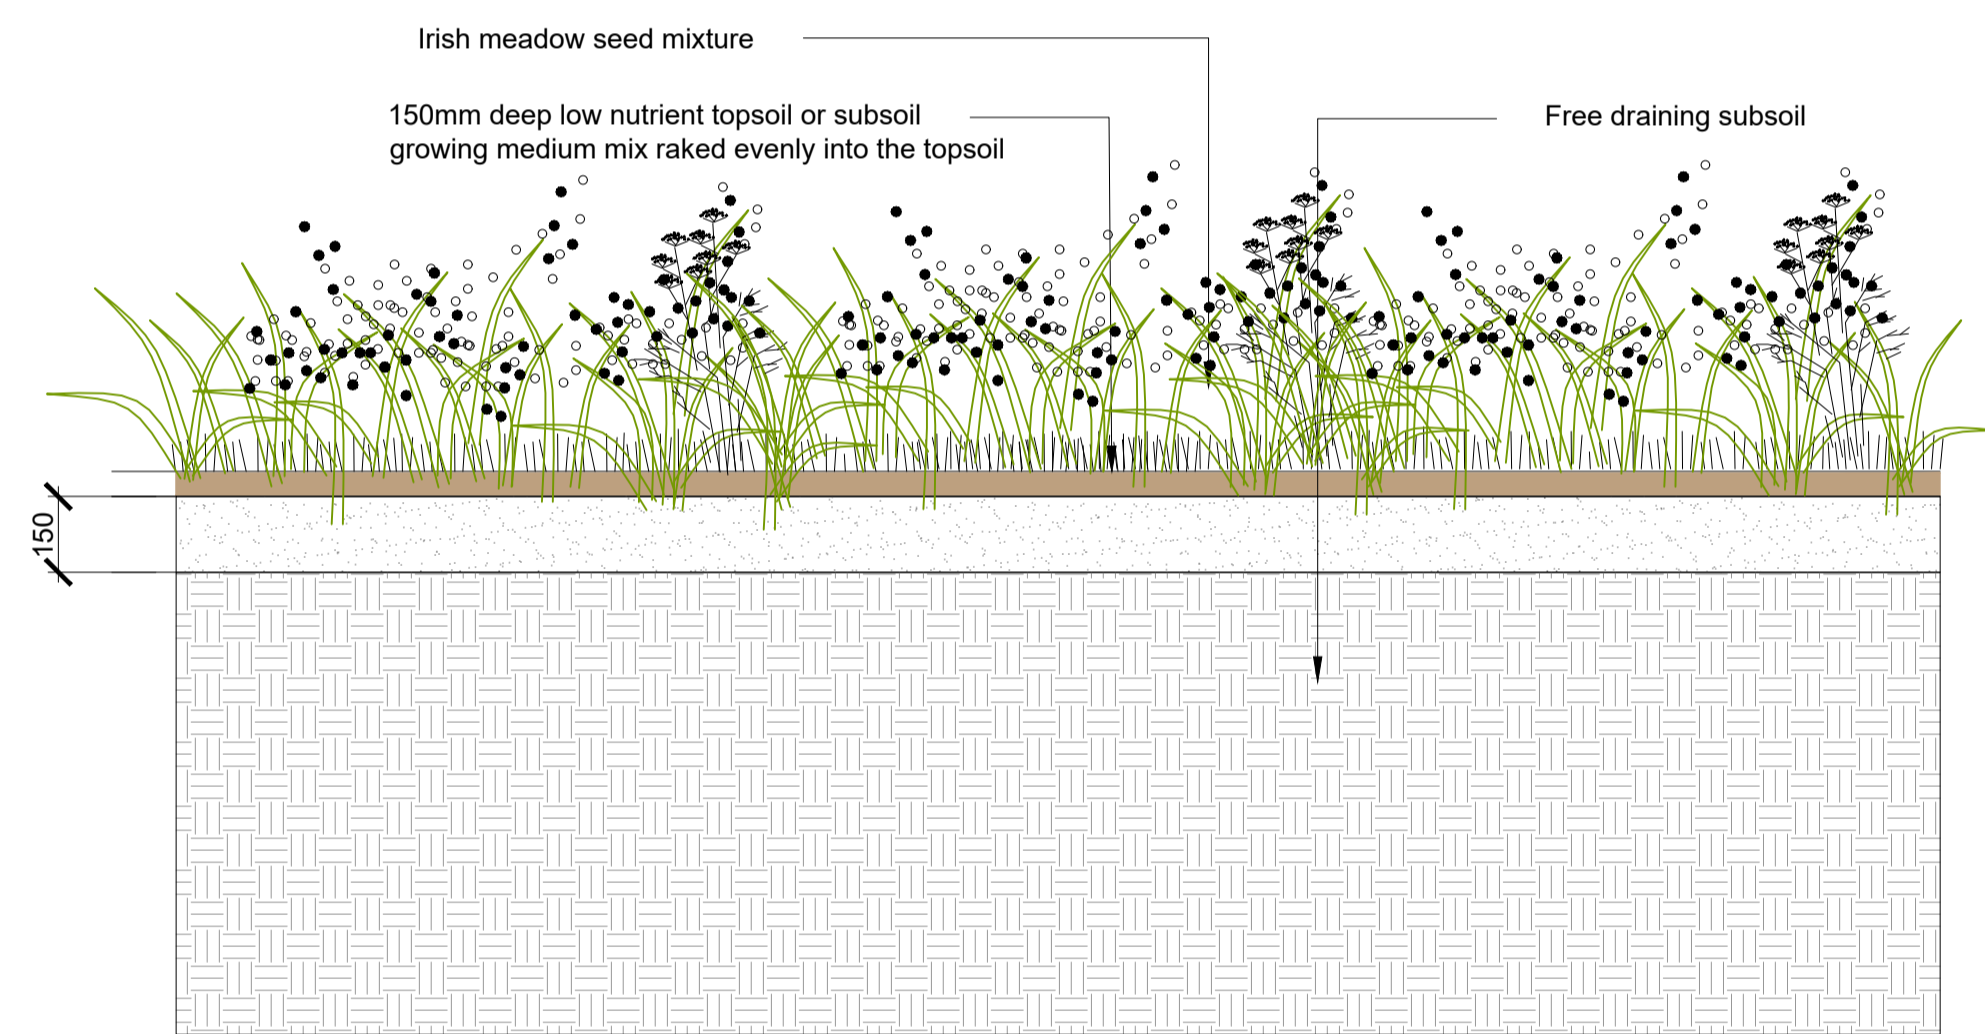 Irish meadow seed mixture
150mm deep low nutrient topsoil or subsoil
growing medium mix raked evenly into the topsoil
Free draining subsoil
150